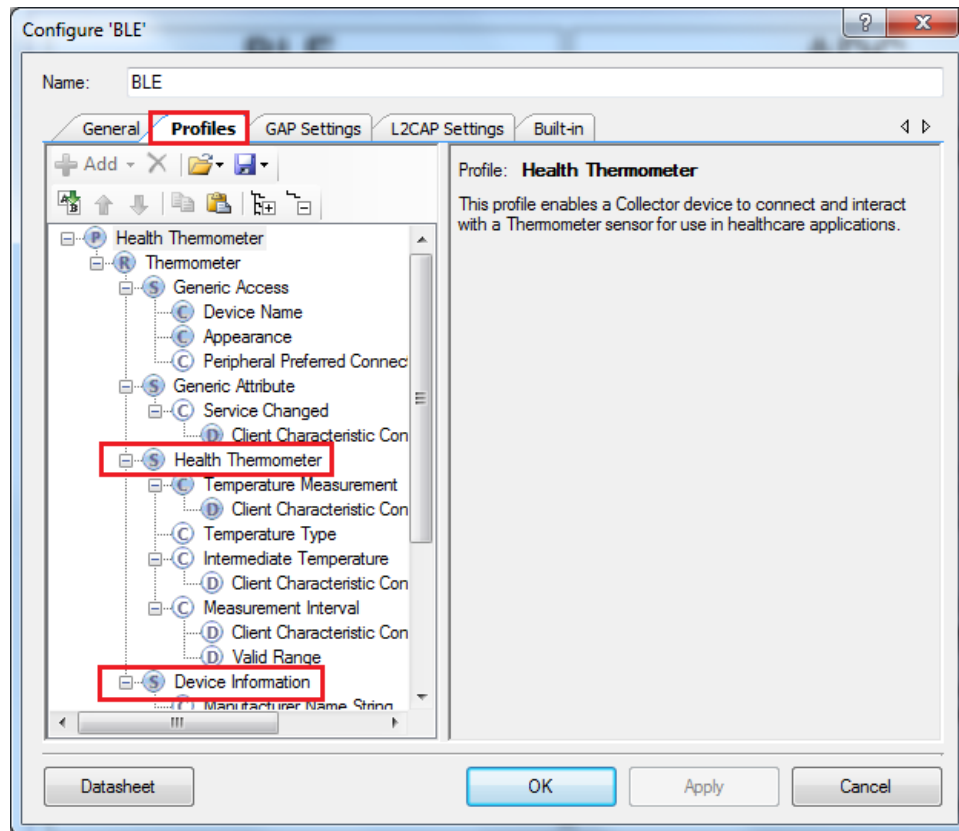 Configure 'BLE'
Name: BLE
General Profiles GAP Settings L2CAP Settings Built-in
Add
Profile: Health Thermometer
This profile enables a Collector device to connect and interact
with a Thermometer sensor for use in healthcare applications.
P Health Thermometer
R Thermometer
S Generic Access
C Device Name
C Appearance
C Peripheral Preferred Connec
S Generic Attribute
C Service Changed
D Client Characteristic Con
S Health Thermometer
C Temperature Measurement
D Client Characteristic Con
C Temperature Type
C Intermediate Temperature
D Client Characteristic Con
C Measurement Interval
D Client Characteristic Con
D Valid Range
S Device Information
C Manufacturer Name String
Datasheet OK Apply Cancel